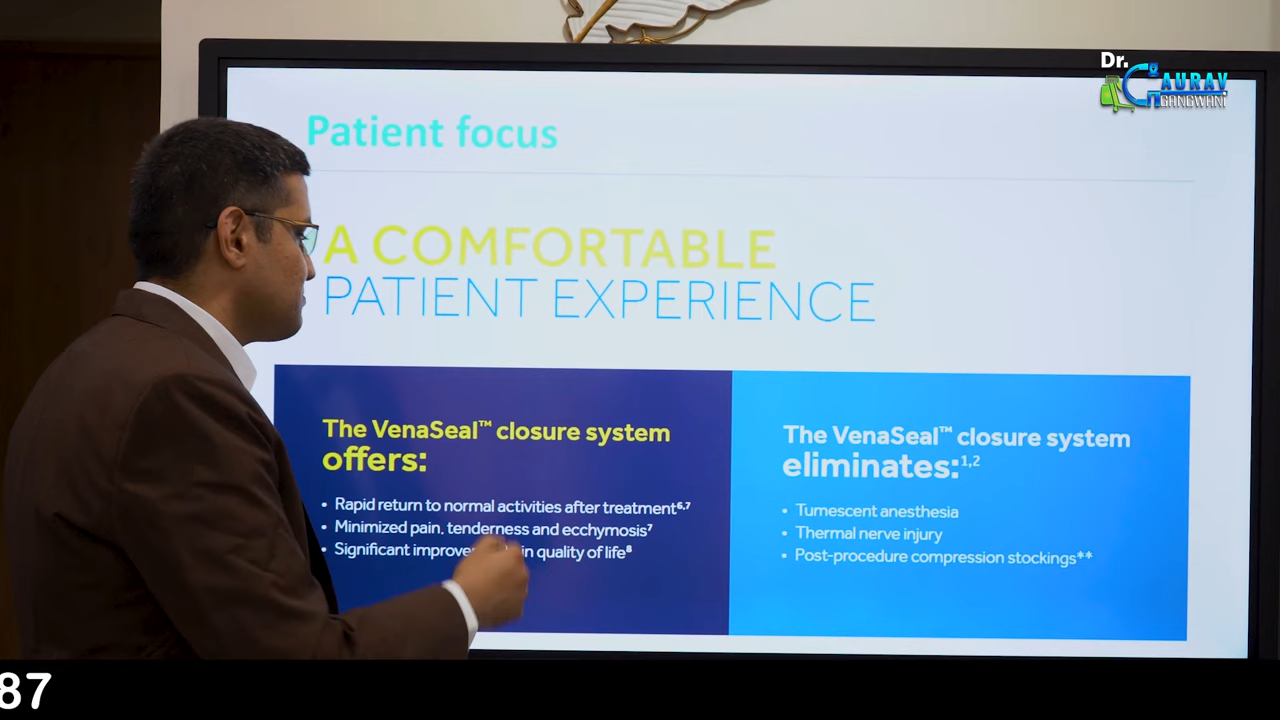 Dr.
GAURAV
GANGWANI
Patient focus
A COMFORTABLE
PATIENT EXPERIENCE
The VenaSeal™ closure system
offers:
• Rapid return to normal activities after treatment⁶,⁷
• Minimized pain, tenderness and ecchymosis⁷
• Significant improve in quality of life⁸
The VenaSeal™ closure system
eliminates:¹,²
• Tumescent anesthesia
• Thermal nerve injury
• Post-procedure compression stockings**
87